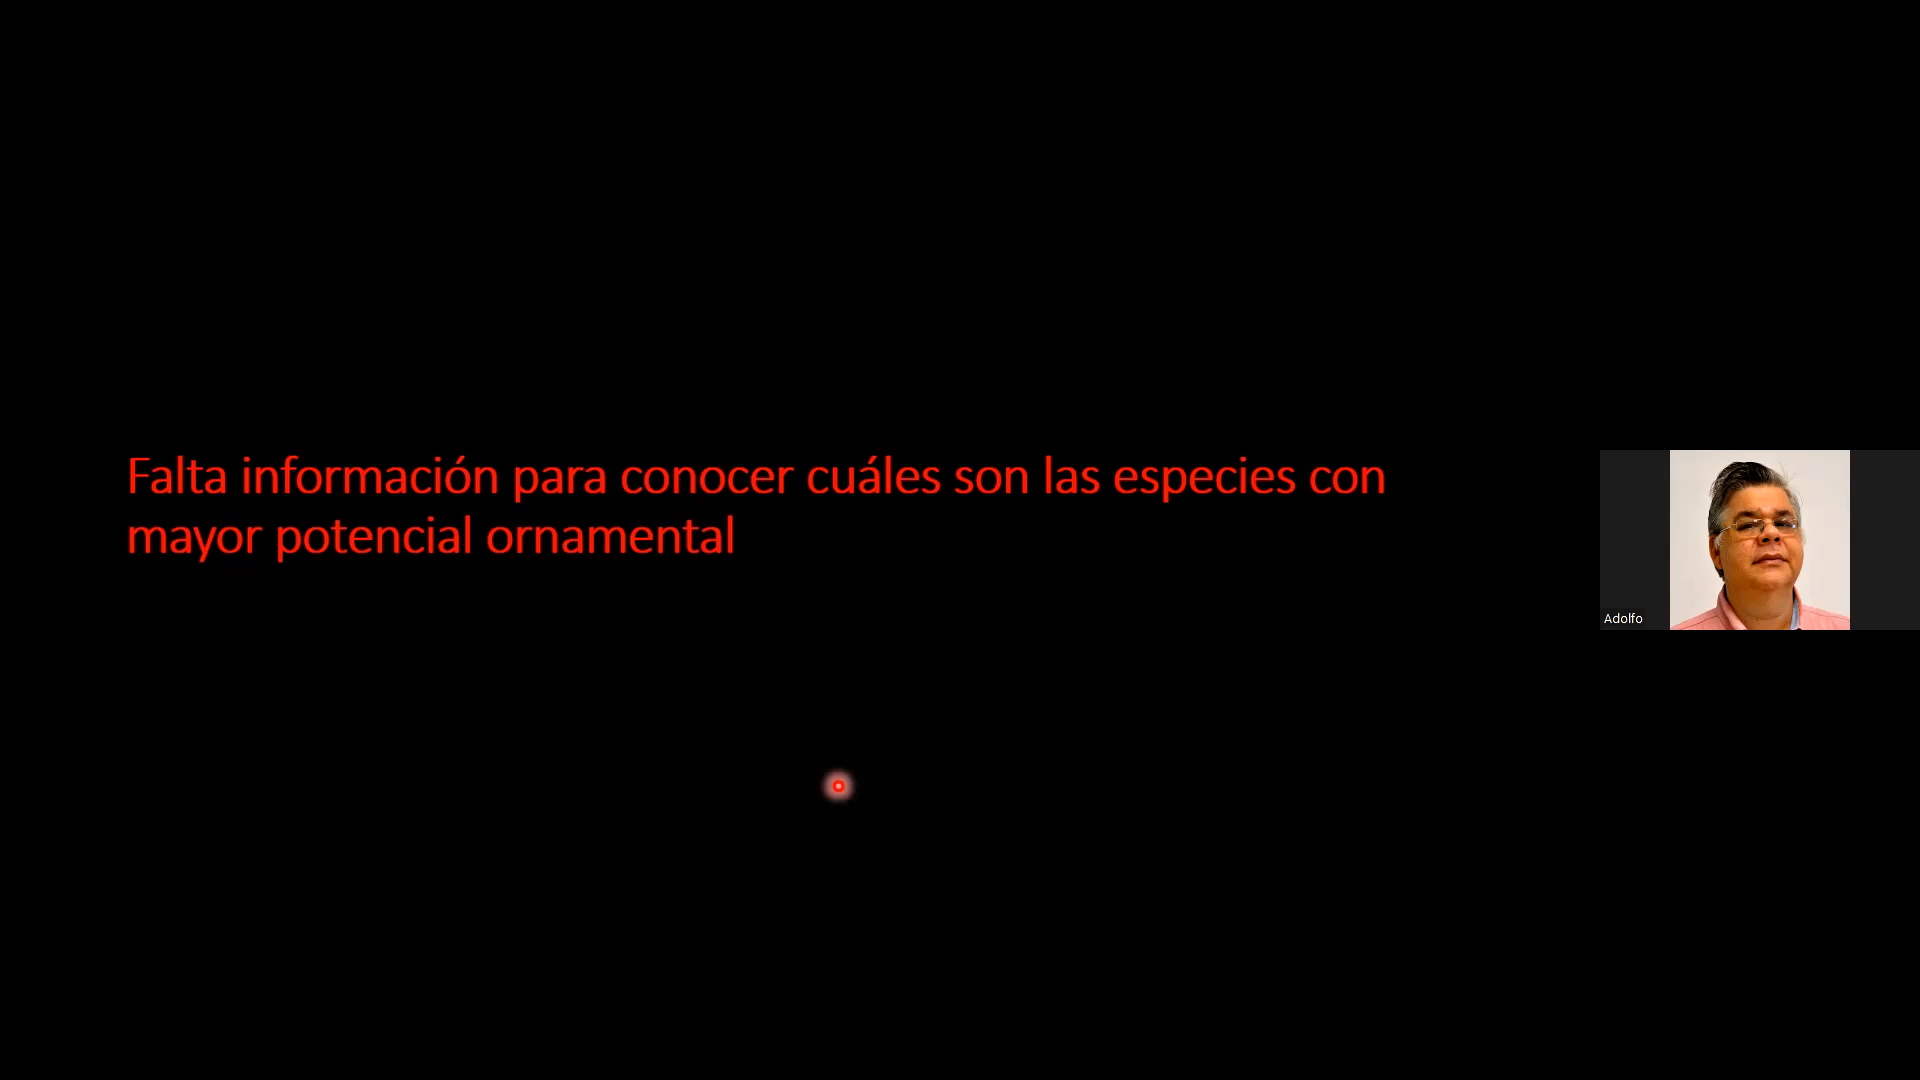 Falta información para conocer cuáles son las especies con
mayor potencial ornamental
Adolfo